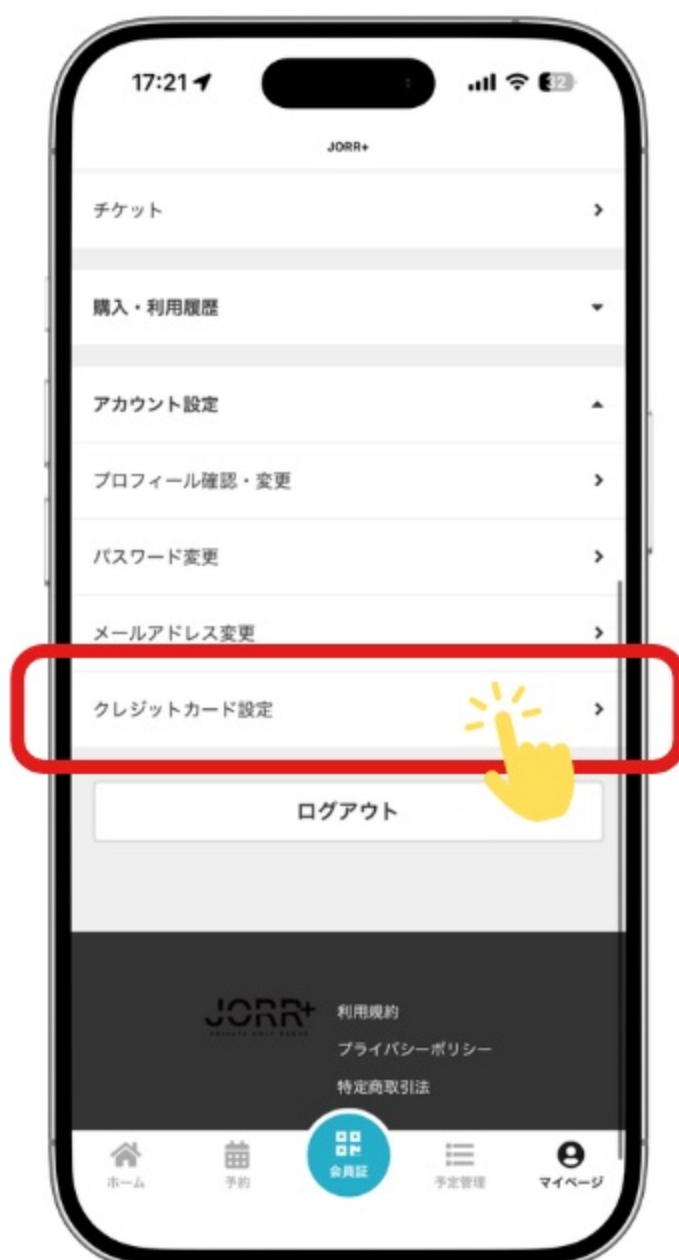 17:21
32
JORR+
チケット
購入・利用履歴
アカウント設定
プロフィール確認・変更
パスワード変更
メールアドレス変更
クレジットカード設定
ログアウト
JORR+
利用規約
プライバシーポリシー
特定商取引法
ホーム
予約
会員証
予定管理
マイページ